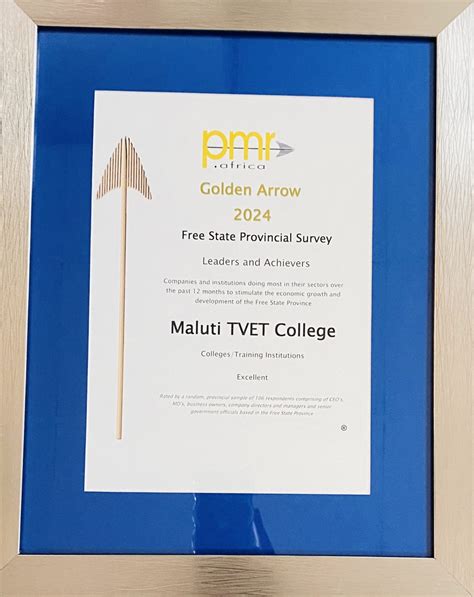 pmr
.africa
Golden Arrow
2024
Free State Provincial Survey
Leaders and Achievers
Companies and institutions doing most in their sectors over
the past 12 months to stimulate the economic growth and
development of the Free State Province
Maluti TVET College
Colleges/Training Institutions
Excellent
Rated by a random, provincial sample of 106 respondents comprising of CEO's,
MD's, business owners, company directors and managers and senior
government officials based in the Free State Province
®